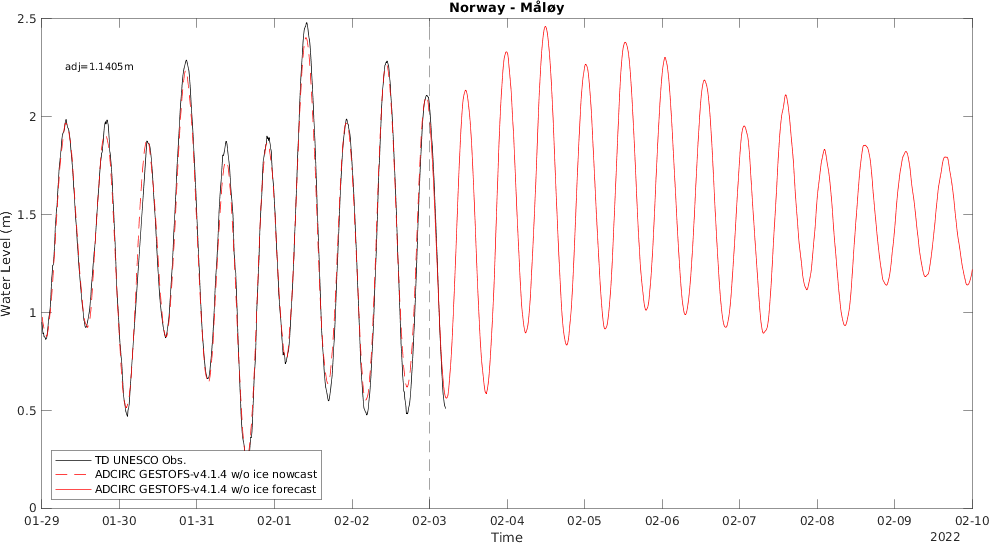 Norway - Måløy
2.5
adj=1.1405m
2
1.5
Water Level (m)
1
0.5
TD UNESCO Obs.
ADCIRC GESTOFS-v4.1.4 w/o ice nowcast
ADCIRC GESTOFS-v4.1.4 w/o ice forecast
0
01-29 01-30 01-31 02-01 02-02 02-03 02-04 02-05 02-06 02-07 02-08 02-09 02-10
Time
2022